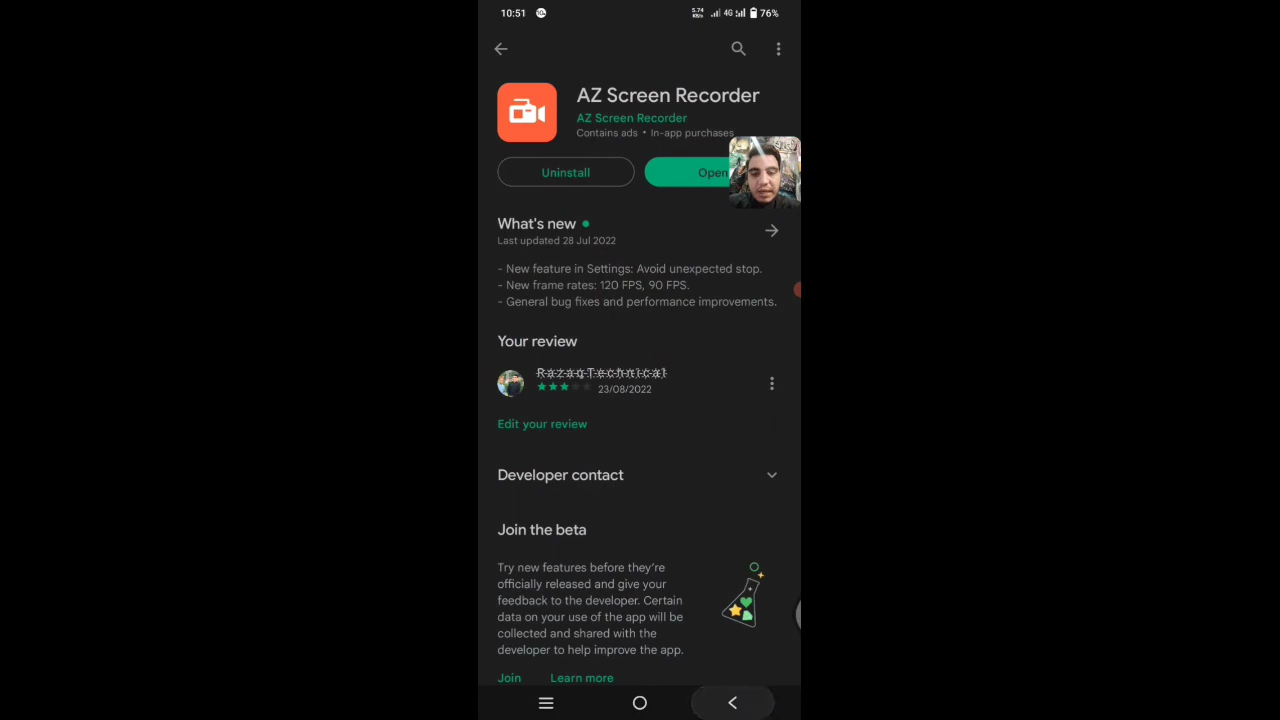 10:51
5.74 KB/s 4G 76%
AZ Screen Recorder
AZ Screen Recorder
Contains ads • In-app purchases
Uninstall
Open
What's new
Last updated 28 Jul 2022
- New feature in Settings: Avoid unexpected stop.
- New frame rates: 120 FPS, 90 FPS.
- General bug fixes and performance improvements.
Your review
RazaqTechnical
23/08/2022
Edit your review
Developer contact
Join the beta
Try new features before they're
officially released and give your
feedback to the developer. Certain
data on your use of the app will be
collected and shared with the
developer to help improve the app.
Join Learn more